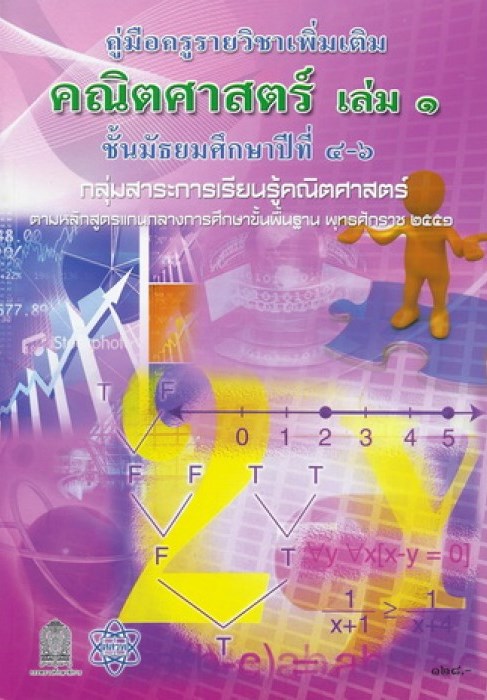 คู่มือครูรายวิชาเพิ่มเติม
คณิตศาสตร์ เล่ม ๑
ชั้นมัธยมศึกษาปีที่ ๔-๖
กลุ่มสาระการเรียนรู้คณิตศาสตร์
ตามหลักสูตรแกนกลางการศึกษาขั้นพื้นฐาน พุทธศักราช ๒๕๕๑
577.89
T F
0 1 2 3 4 5
F F T T
F T
∀y ∀x[x-y = 0]
1/x+1 ≥ 1/x+4
T